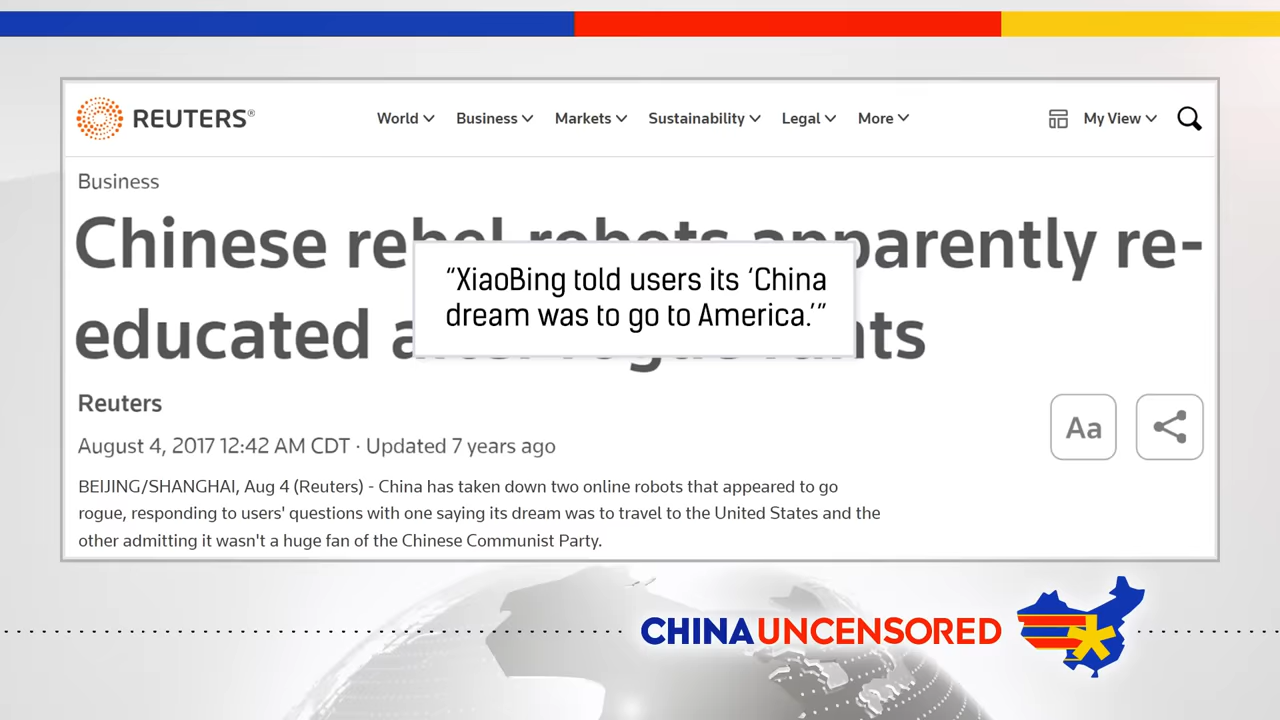 REUTERS®
World
Business
Markets
Sustainability
Legal
More
My View
Business
Chinese rebel robots apparently re-
educated
“XiaoBing told users its ‘China
dream was to go to America.’”
Reuters
August 4, 2017 12:42 AM CDT · Updated 7 years ago
Aa
BEIJING/SHANGHAI, Aug 4 (Reuters) - China has taken down two online robots that appeared to go
rogue, responding to users' questions with one saying its dream was to travel to the United States and the
other admitting it wasn't a huge fan of the Chinese Communist Party.
CHINA UNCENSORED